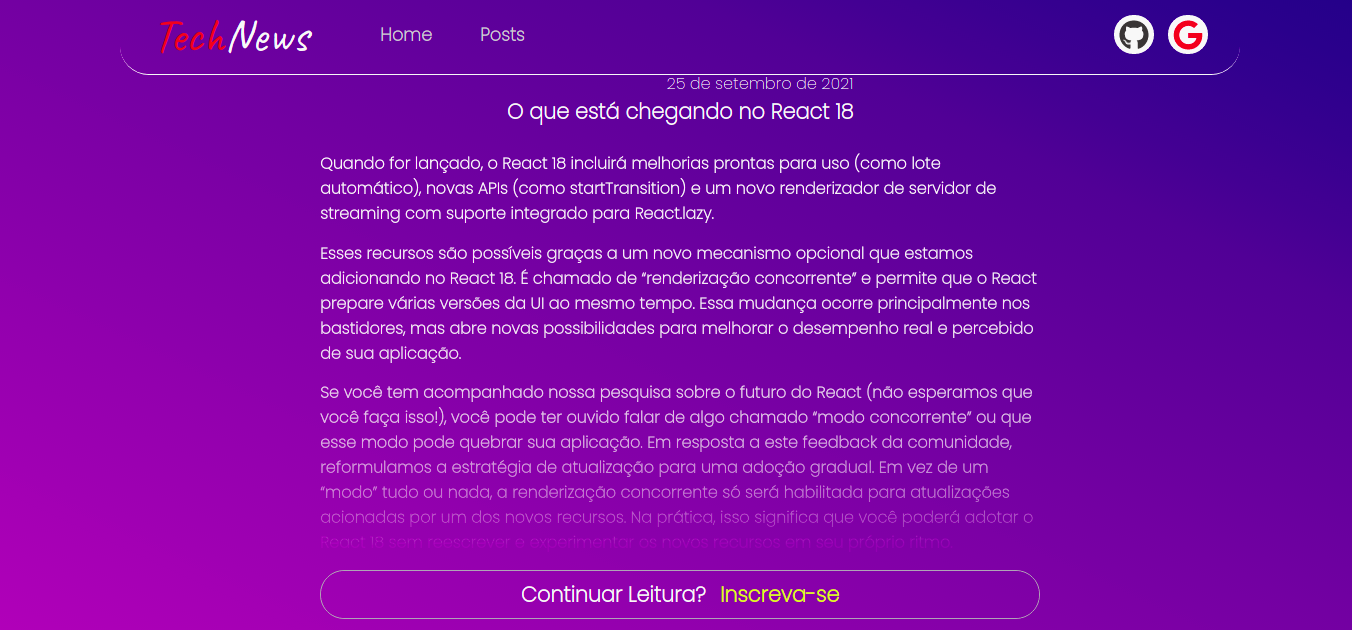 TechNews Home Posts
25 de setembro de 2021
O que está chegando no React 18
Quando for lançado, o React 18 incluirá melhorias prontas para uso (como lote
automático), novas APIs (como startTransition) e um novo renderizador de servidor de
streaming com suporte integrado para React.lazy.
Esses recursos são possíveis graças a um novo mecanismo opcional que estamos
adicionando no React 18. É chamado de “renderização concorrente” e permite que o React
prepare várias versões da UI ao mesmo tempo. Essa mudança ocorre principalmente nos
bastidores, mas abre novas possibilidades para melhorar o desempenho real e percebido
de sua aplicação.
Se você tem acompanhado nossa pesquisa sobre o futuro do React (não esperamos que
você faça isso!), você pode ter ouvido falar de algo chamado “modo concorrente” ou que
esse modo pode quebrar sua aplicação. Em resposta a este feedback da comunidade,
reformulamos a estratégia de atualização para uma adoção gradual. Em vez de um
“modo” tudo ou nada, a renderização concorrente só será habilitada para atualizações
acionadas por um dos novos recursos. Na prática, isso significa que você poderá adotar o
React 18 sem reescrever e experimentar os novos recursos em seu próprio ritmo.
Continuar Leitura? Inscreva-se